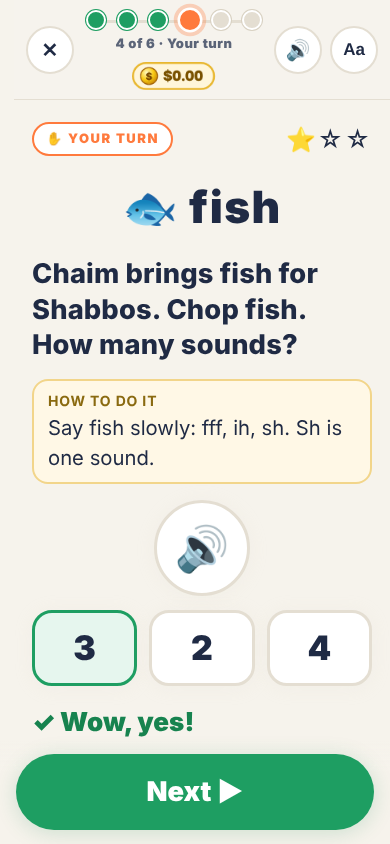 4 of 6 · Your turn
Aa
$0.00
YOUR TURN
fish
Chaim brings fish for
Shabbos. Chop fish.
How many sounds?
HOW TO DO IT
Say fish slowly: fff, ih, sh. Sh is
one sound.
3 2 4
✓ Wow, yes!
Next ▶